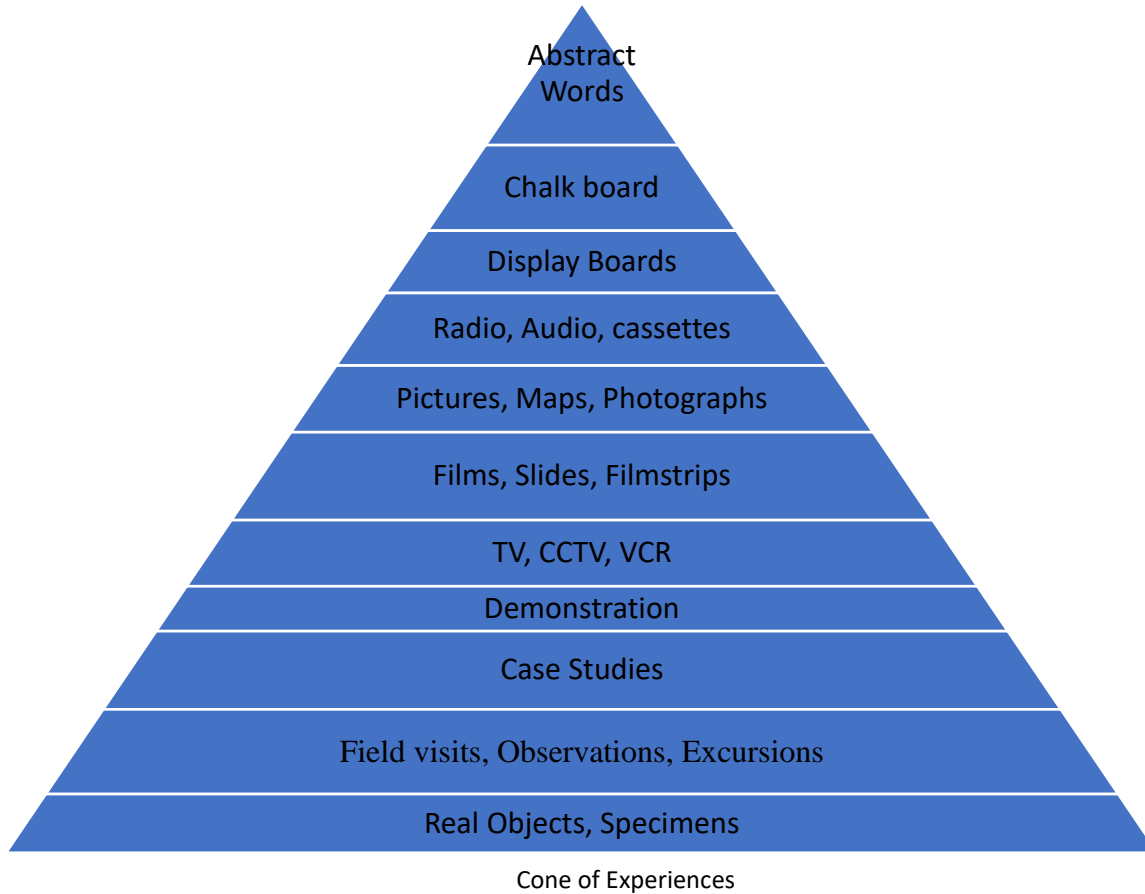 Abstract
Words
Chalk board
Display Boards
Radio, Audio, cassettes
Pictures, Maps, Photographs
Films, Slides, Filmstrips
TV, CCTV, VCR
Demonstration
Case Studies
Field visits, Observations, Excursions
Real Objects, Specimens
Cone of Experiences